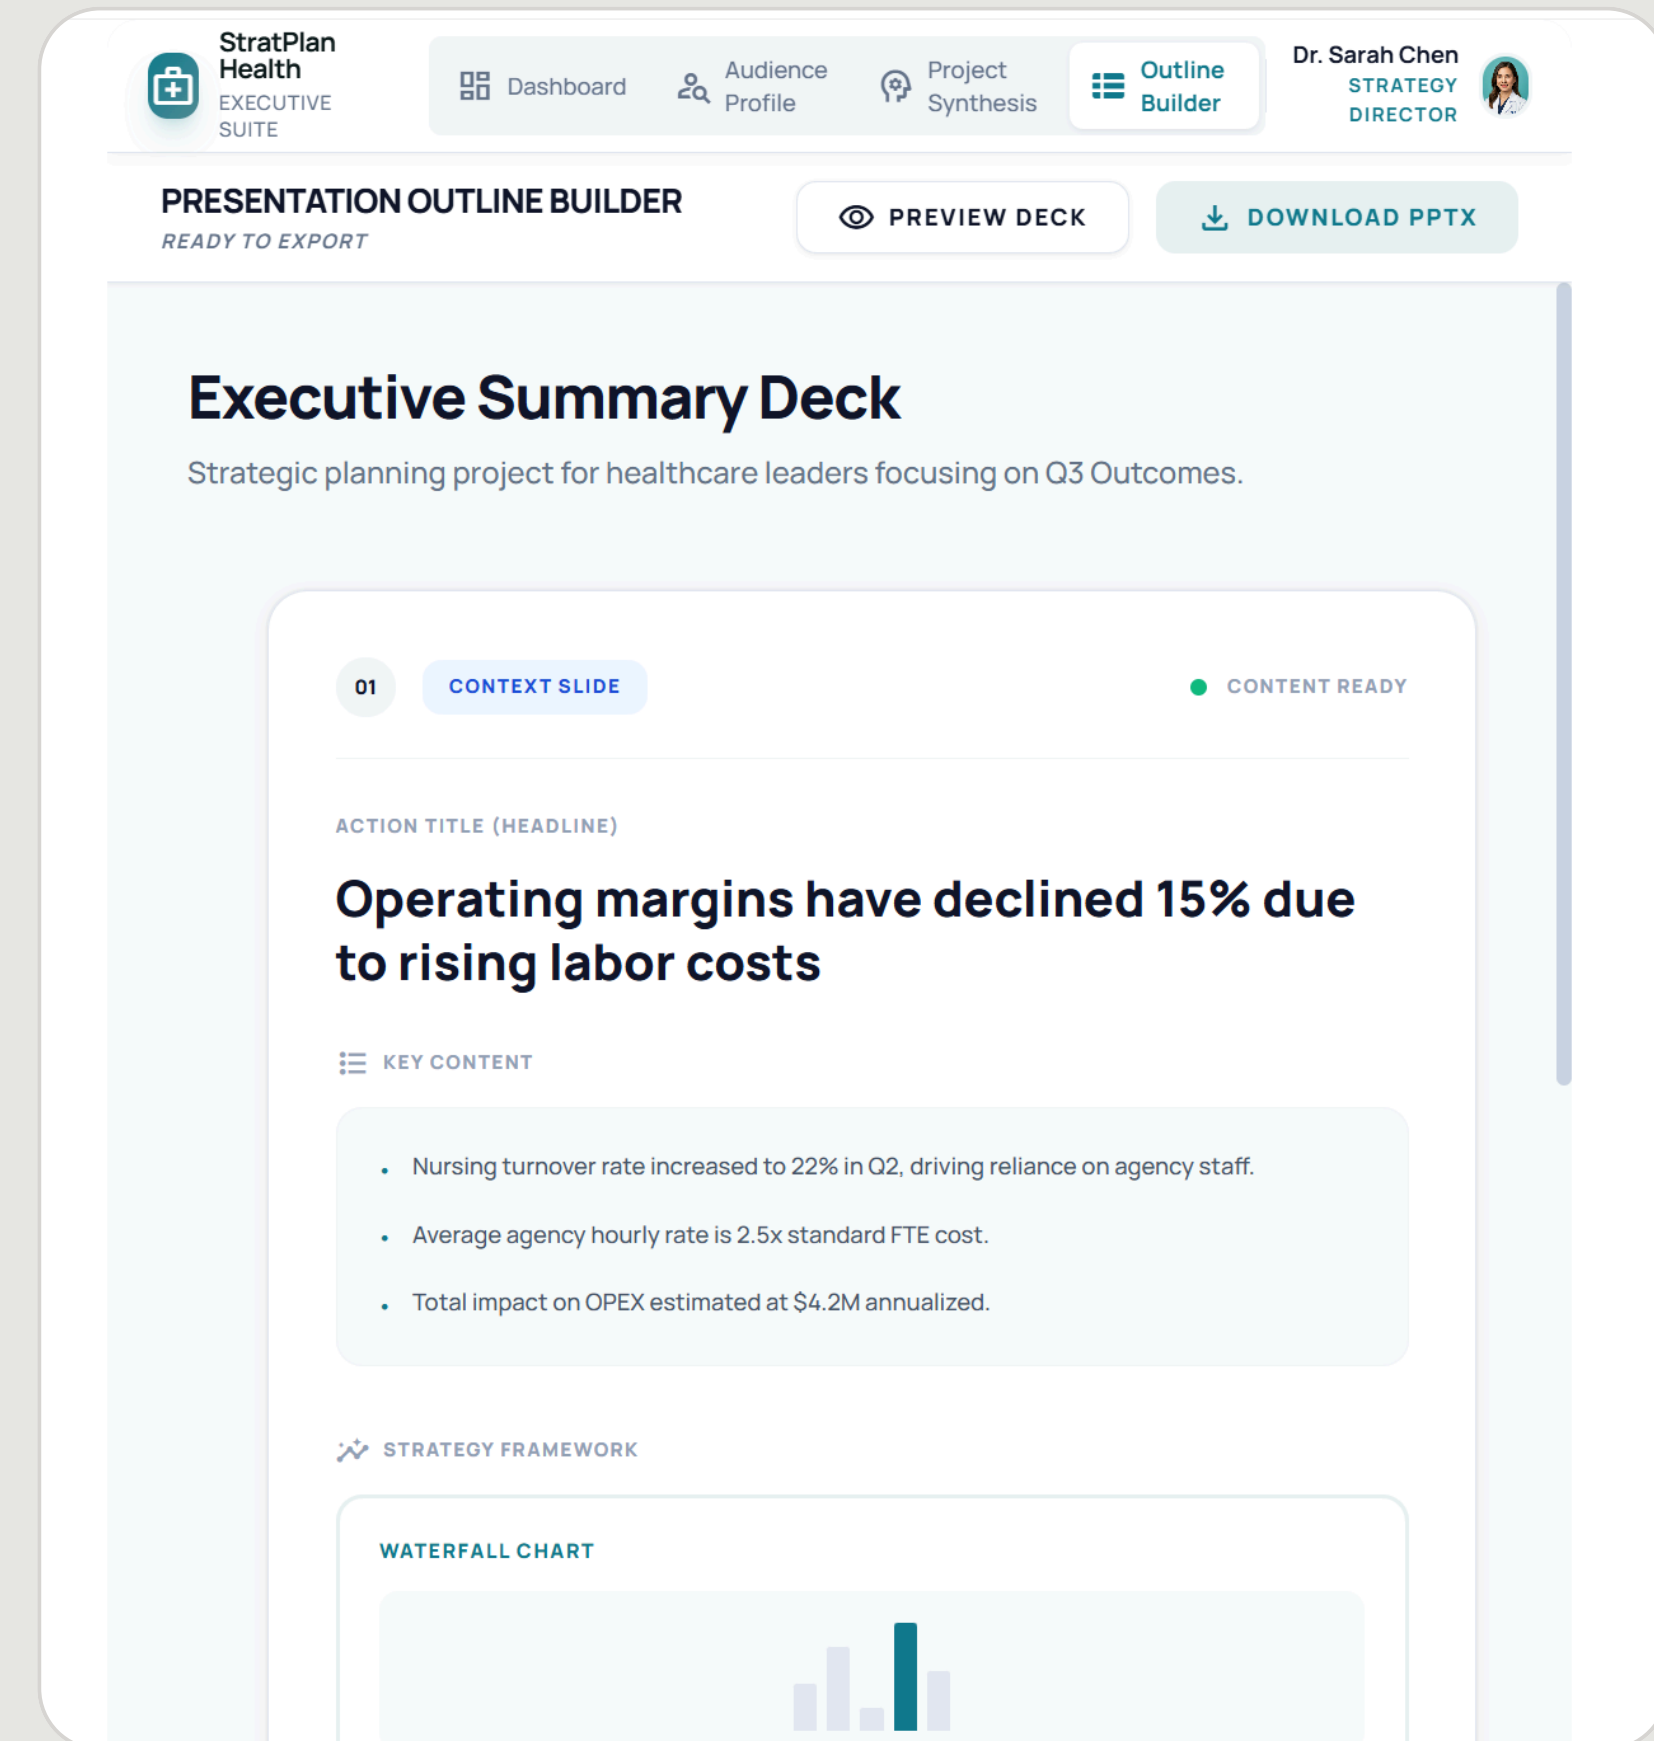 StratPlan
Health
EXECUTIVE
SUITE
Dashboard
Audience
Profile
Project
Synthesis
Outline
Builder
Dr. Sarah Chen
STRATEGY
DIRECTOR
PRESENTATION OUTLINE BUILDER
READY TO EXPORT
PREVIEW DECK
DOWNLOAD PPTX
Executive Summary Deck
Strategic planning project for healthcare leaders focusing on Q3 Outcomes.
01
CONTEXT SLIDE
CONTENT READY
ACTION TITLE (HEADLINE)
Operating margins have declined 15% due
to rising labor costs
KEY CONTENT
• Nursing turnover rate increased to 22% in Q2, driving reliance on agency staff.
• Average agency hourly rate is 2.5x standard FTE cost.
• Total impact on OPEX estimated at $4.2M annualized.
STRATEGY FRAMEWORK
WATERFALL CHART